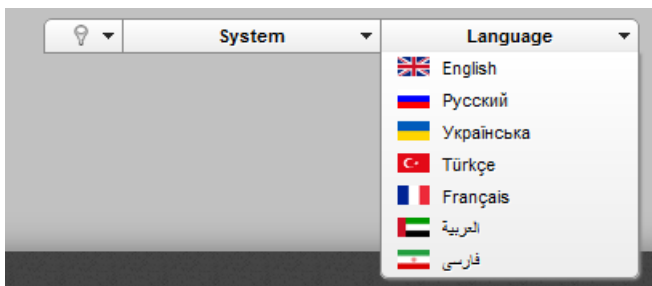 System
Language
English
Русский
Українська
Türkçe
Français
العربية
فارسی